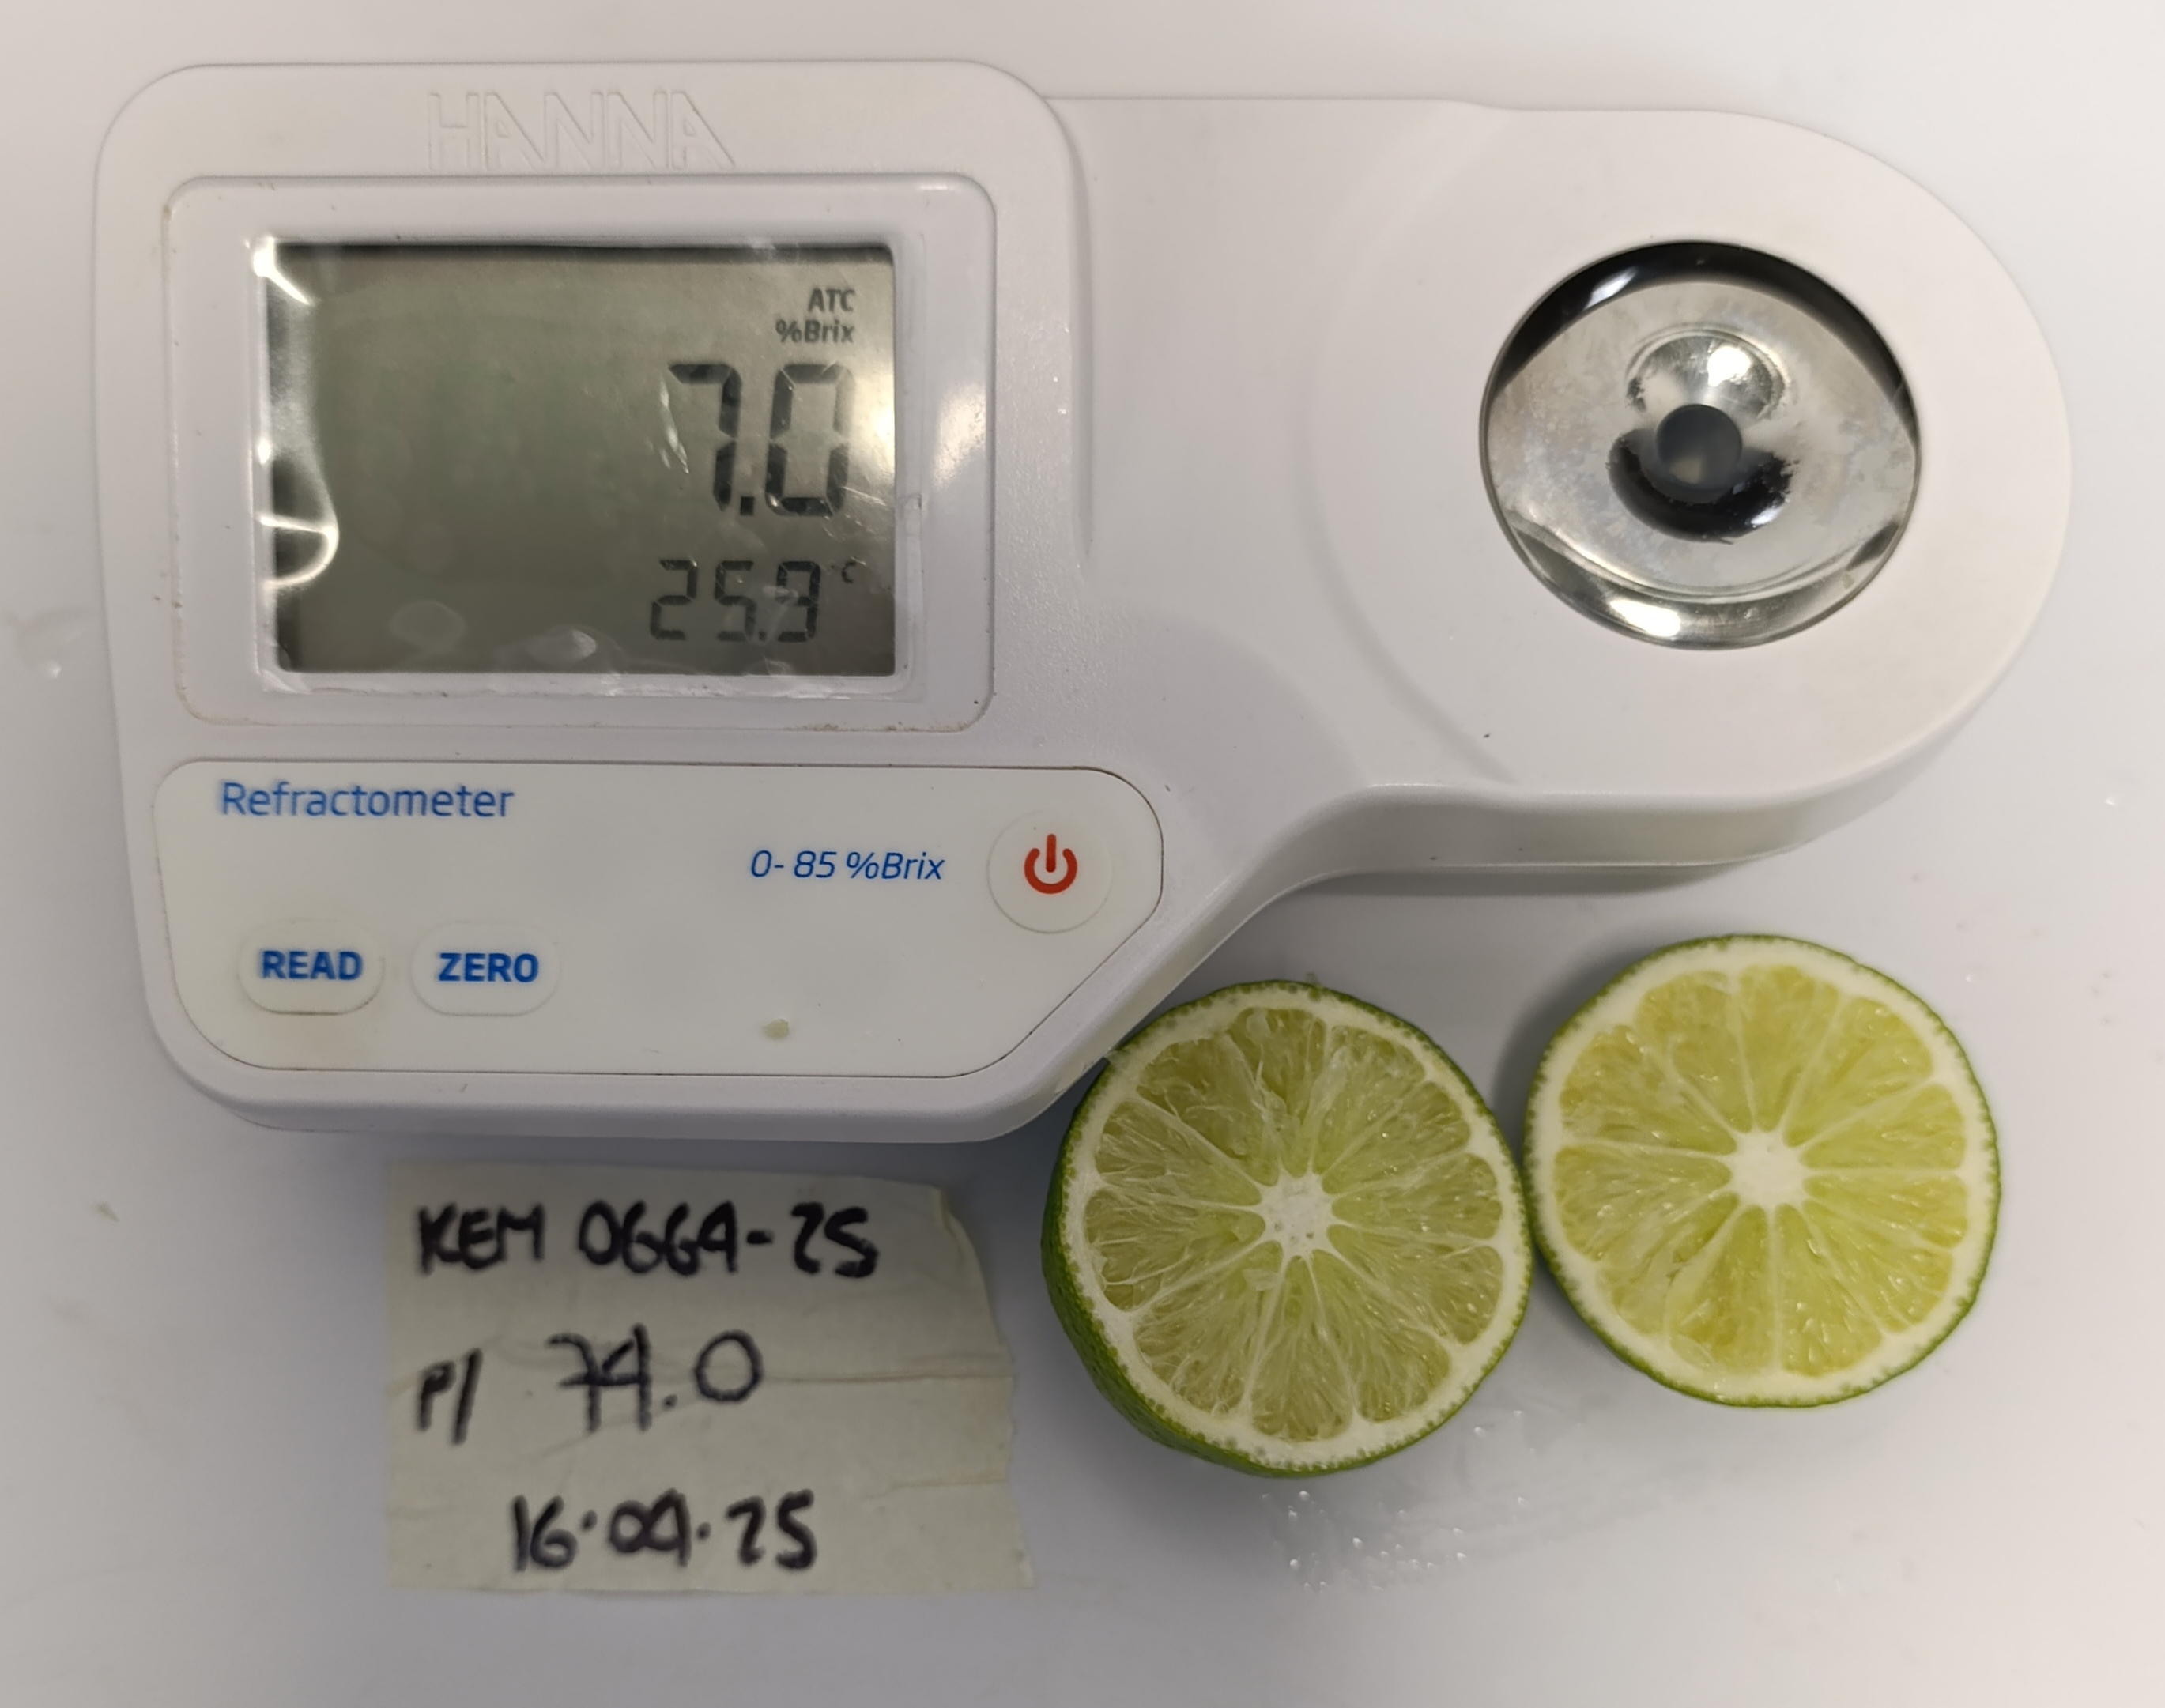 HANNA
ATC
%Brix
7.0
25.9 °C
Refractometer
0-85 %Brix
READ
ZERO
KEM 0664-25
P/ 74.0
16.04.25